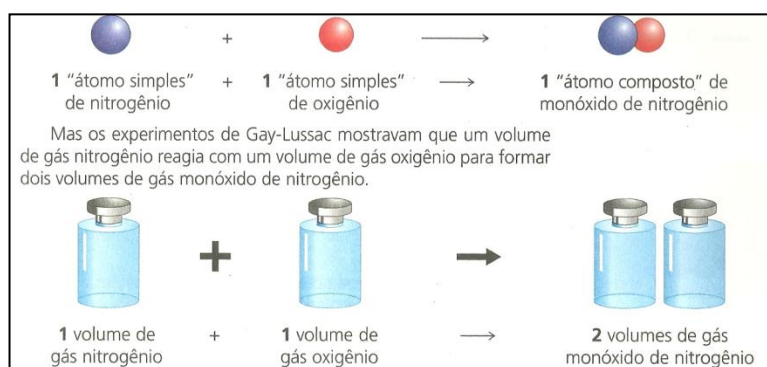 +
1 "átomo simples" + 1 "átomo simples" → 1 "átomo composto" de
de nitrogênio de oxigênio monóxido de nitrogênio
Mas os experimentos de Gay-Lussac mostravam que um volume
de gás nitrogênio reagia com um volume de gás oxigênio para formar
dois volumes de gás monóxido de nitrogênio.
+
1 volume de + 1 volume de → 2 volumes de gás
gás nitrogênio gás oxigênio monóxido de nitrogênio